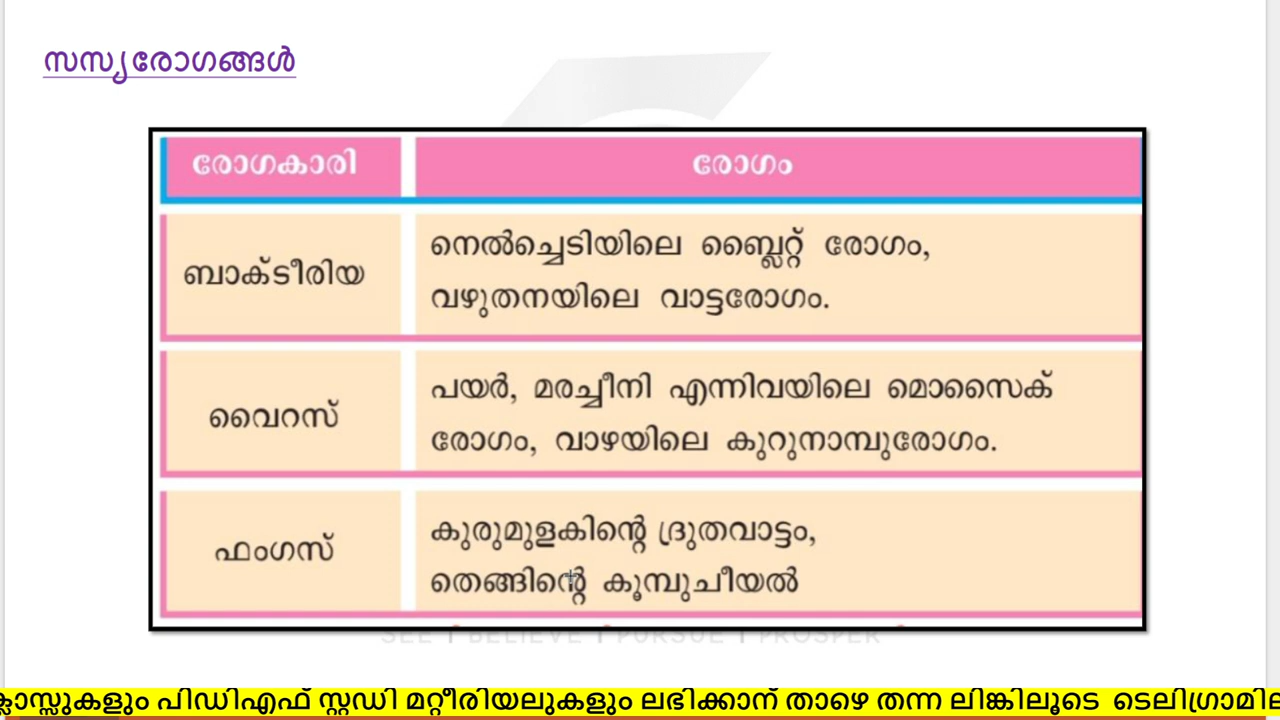 സസ്യരോഗങ്ങൾ
രോഗകാരി രോഗം
ബാക്ടീരിയ
നെൽച്ചെടിയിലെ ബ്ലൈറ്റ് രോഗം,
വഴുതനയിലെ വാട്ടരോഗം.
വൈറസ്
പയർ, മരച്ചീനി എന്നിവയിലെ മൊസൈക്
രോഗം, വാഴയിലെ കുറുനാമ്പുരോഗം.
ഫംഗസ്
കുരുമുളകിന്റെ ദ്രുതവാട്ടം,
തെങ്ങിന്റെ കൂമ്പുചീയൽ
SEE I BELIEVE I PURSUE I PROSPER
ക്ലാസ്സുകളും പിഡിഎഫ് സ്റ്റഡി മറ്റീരിയലുകളും ലഭിക്കാന് താഴെ തന്ന ലിങ്കിലൂടെ ടെലിഗ്രാമിൽ